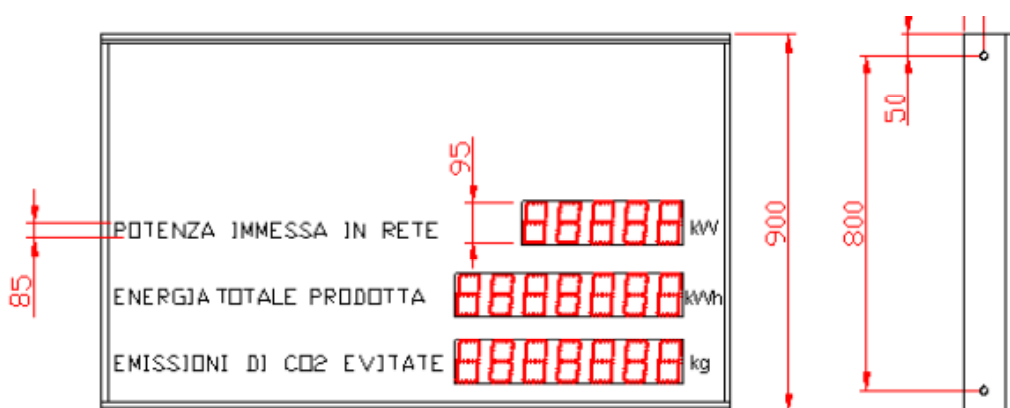 50
95
POTENZA IMMESSA IN RETE kW
900
800
85
ENERGIA TOTALE PRODOTTA kWh
EMISSIONI DI CO2 EVITATE kg